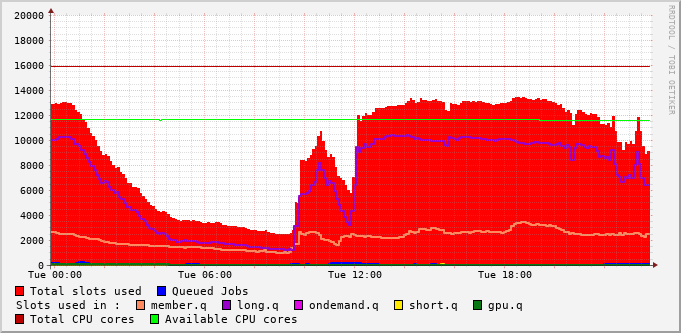 20000
18000
16000
14000
12000
10000
8000
6000
4000
2000
0
Tue 00:00 Tue 06:00 Tue 12:00 Tue 18:00
Total slots used Queued Jobs
Slots used in : member.q long.q ondemand.q short.q gpu.q
Total CPU cores Available CPU cores
RRDTOOL / TOBI OETIKER